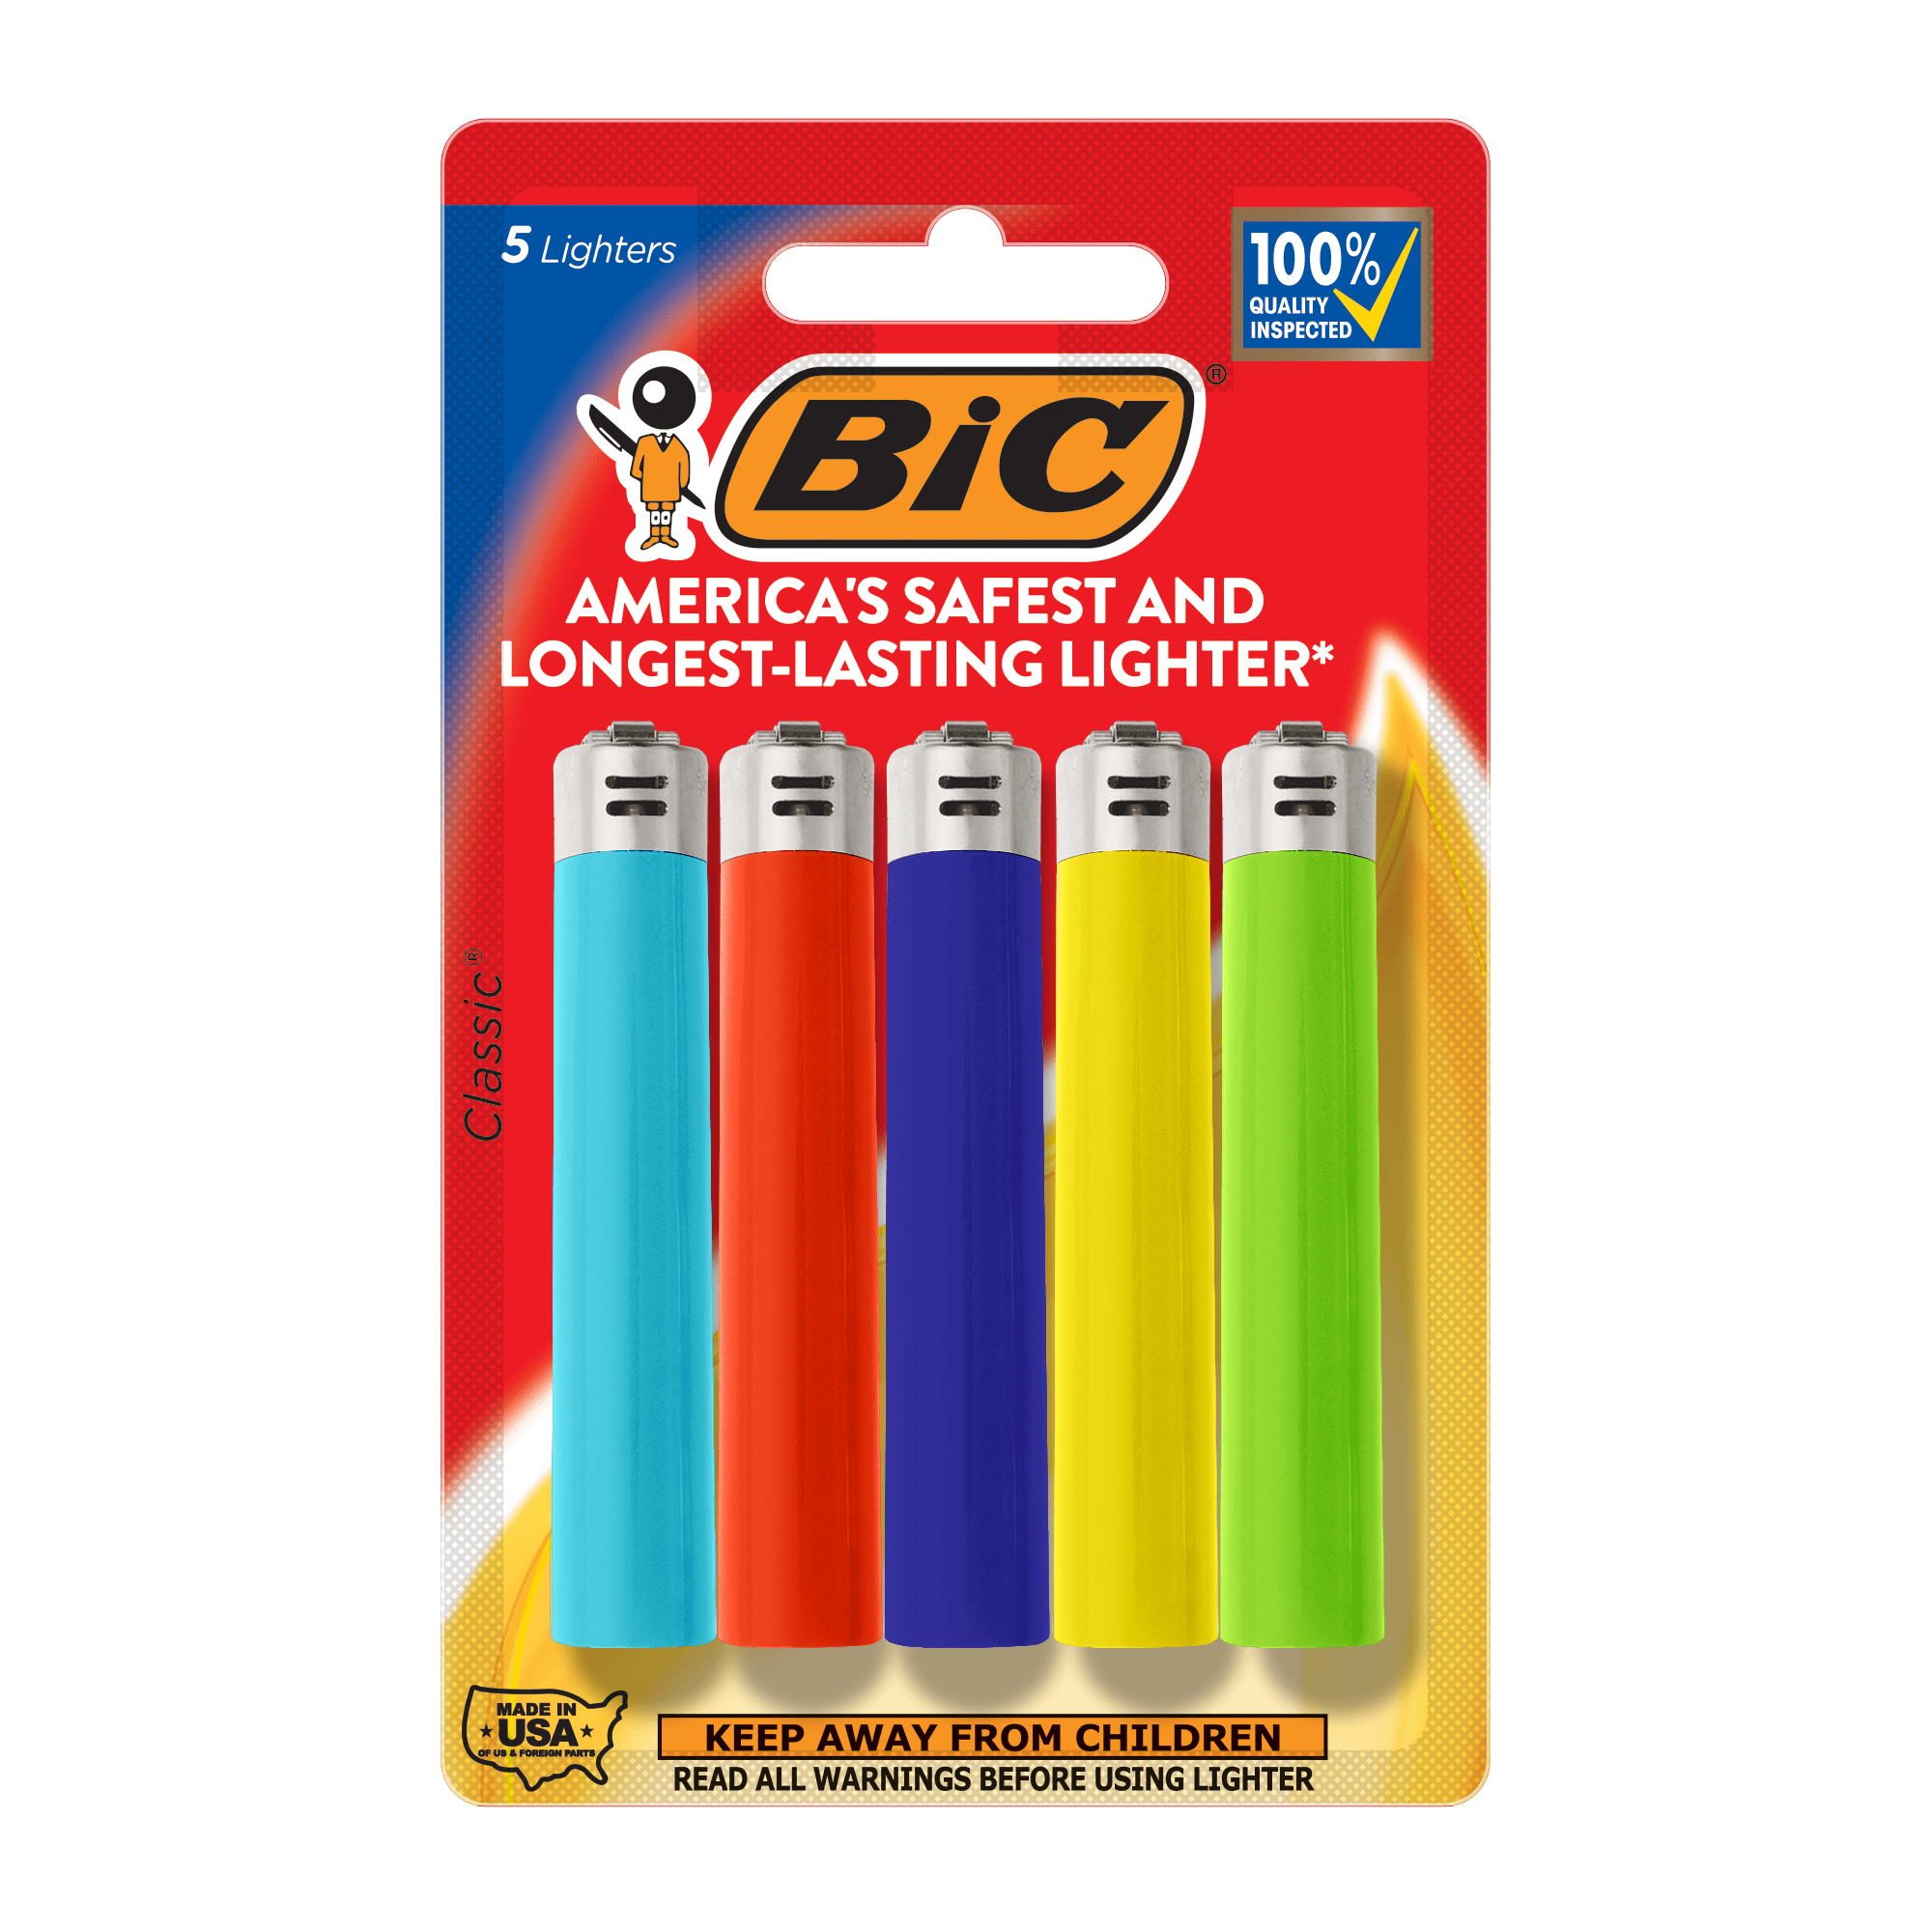 5 Lighters
100%
QUALITY
INSPECTED
BiC®
AMERICA'S SAFEST AND
LONGEST-LASTING LIGHTER*
Classic®
MADE IN
USA
OF US & FOREIGN PARTS
KEEP AWAY FROM CHILDREN
READ ALL WARNINGS BEFORE USING LIGHTER